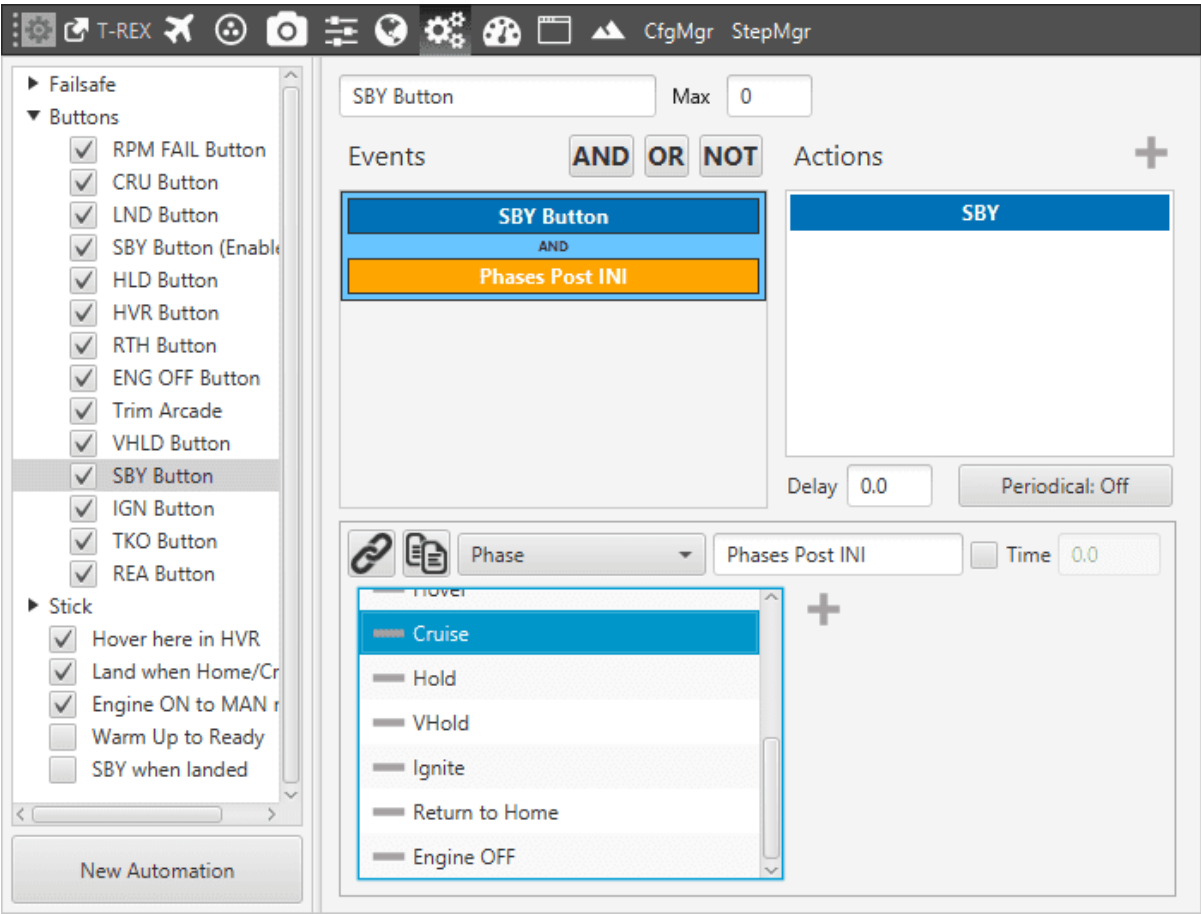 T-REX CfgMgr StepMgr
Failsafe
Buttons
RPM FAIL Button
CRU Button
LND Button
SBY Button (Enable
HLD Button
HVR Button
RTH Button
ENG OFF Button
Trim Arcade
VHLD Button
SBY Button
IGN Button
TKO Button
REA Button
Stick
Hover here in HVR
Land when Home/Cr
Engine ON to MAN r
Warm Up to Ready
SBY when landed
New Automation
SBY Button Max 0
Events AND OR NOT Actions
SBY Button
AND
Phases Post INI
SBY
Delay 0.0 Periodical: Off
Phase Phases Post INI Time 0.0
Hover
Cruise
Hold
VHold
Ignite
Return to Home
Engine OFF